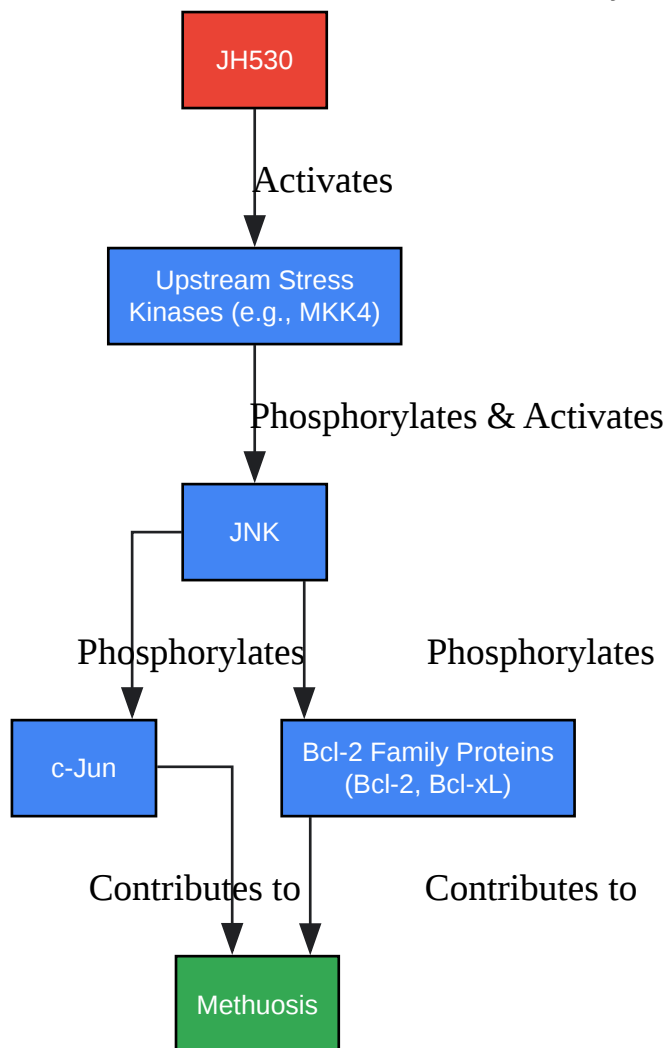 JH530
Activates
Upstream Stress
Kinases (e.g., MKK4)
Phosphorylates & Activates
JNK
Phosphorylates
Phosphorylates
c-Jun
Bcl-2 Family Proteins
(Bcl-2, Bcl-xL)
Contributes to
Contributes to
Methuosis